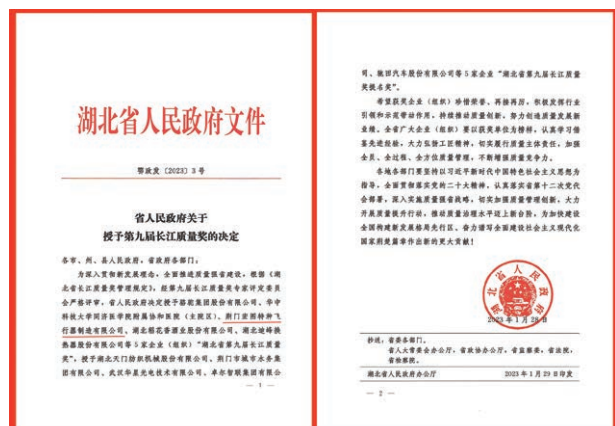 湖北省人民政府文件
鄂政发〔2023〕3号
省人民政府关于
授予第九届长江质量奖的决定
各市、州、县人民政府，省政府各部门：
为深入贯彻新发展理念，全面推进质量强省建设，根据《湖
北省长江质量奖管理规定》，经第九届长江质量奖专家评定委员
会严格评审，省人民政府决定授予骆驼集团股份有限公司、华中
科技大学同济医学院附属协和医院（主院区）、荆门宏图特种飞
行器制造有限公司、湖北稻花香酒业股份有限公司、湖北迪峰换
热器股份有限公司等5家企业（组织）“湖北省第九届长江质量
奖”，授予湖北天门纺织机械股份有限公司、荆门市城市水务集
团有限公司、武汉华星光电技术有限公司、卓尔智联集团有限公
— 1 —
司、驰田汽车股份有限公司等5家企业“湖北省第九届长江质量
奖提名奖”。
希望获奖企业（组织）珍惜荣誉、再接再厉，积极发挥行业
引领和示范带动作用，持续推动质量创新，努力创造质量发展新
业绩。全省广大企业（组织）要以获奖单位为榜样，认真学习借
鉴先进经验，大力弘扬工匠精神，切实履行质量主体责任，加强
全员、全过程、全方位质量管理，不断增强质量竞争力。
各地各部门要坚持以习近平新时代中国特色社会主义思想为
指导，全面贯彻落实党的二十大精神，认真落实省第十二次党代
会部署，深入实施质量强省战略，切实加强质量管理创新，大力
开展质量提升行动，推动质量治理水平迈上新台阶，为加快建设
全国构建新发展格局先行区、奋力谱写全面建设社会主义现代化
国家荆楚篇章作出新的更大贡献！
湖北省人民政府
2023年1月28日
抄送：省委各部门。
省人大常委会办公厅，省政协办公厅，省监察委，省法院，
省检察院。
湖北省人民政府办公厅 2023年1月29日印发
— 2 —